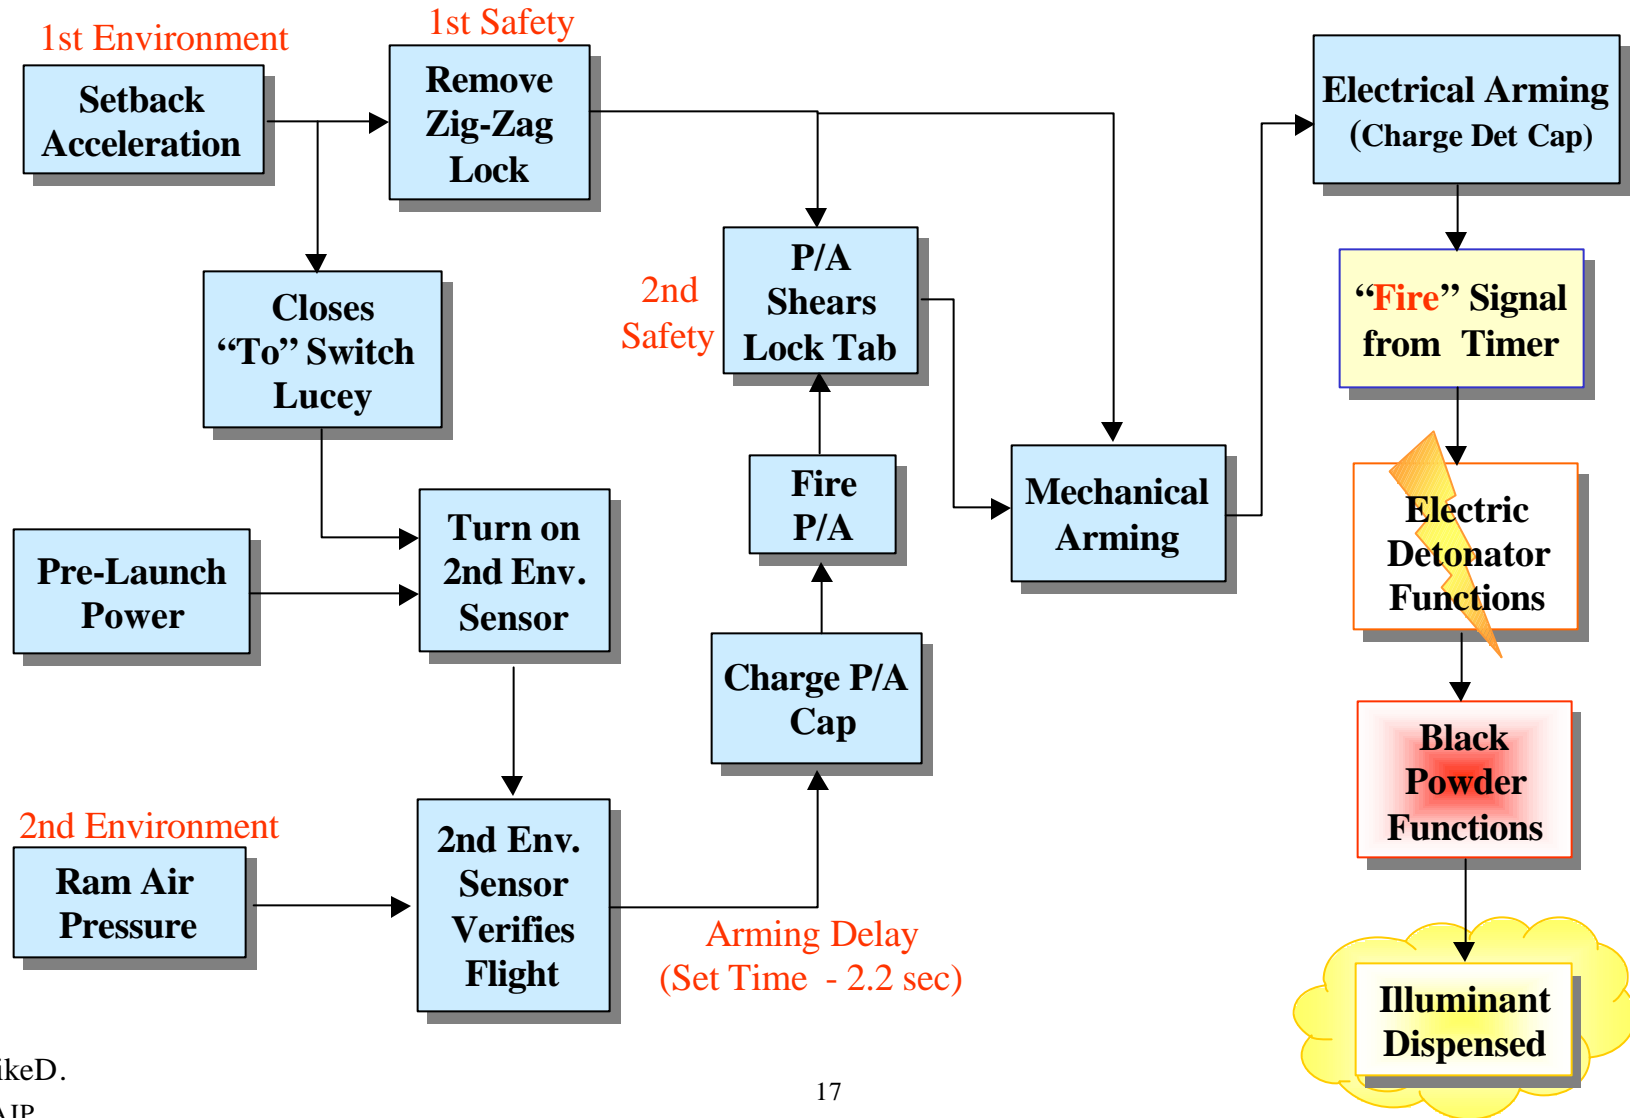 1st Environment
Setback
Acceleration
1st Safety
Remove
Zig-Zag
Lock
Closes
“To” Switch
Lucey
Pre-Launch
Power
Turn on
2nd Env.
Sensor
2nd Environment
Ram Air
Pressure
2nd Env.
Sensor
Verifies
Flight
Arming Delay
(Set Time - 2.2 sec)
Charge P/A
Cap
Fire
P/A
2nd
Safety
P/A
Shears
Lock Tab
Mechanical
Arming
Electrical Arming
(Charge Det Cap)
“Fire” Signal
from Timer
Electric
Detonator
Functions
Black
Powder
Functions
Illuminant
Dispensed
ikeD.
17